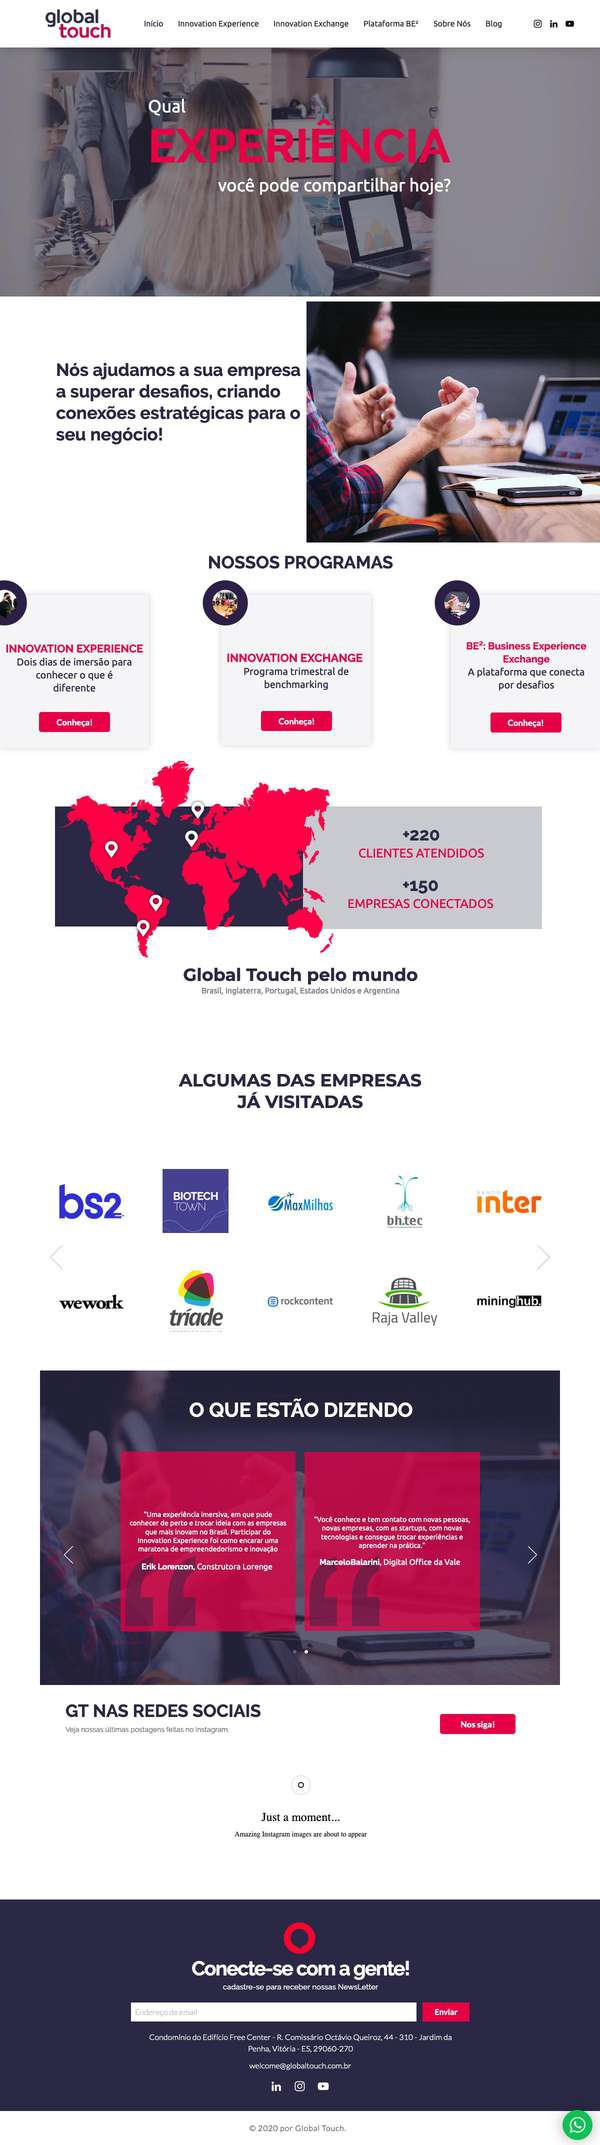 global
touch
Início Innovation Experience Innovation Exchange Plataforma BE² Sobre Nós Blog
Qual
EXPERIÊNCIA
você pode compartilhar hoje?
Nós ajudamos a sua empresa
a superar desafios, criando
conexões estratégicas para o
seu negócio!
NOSSOS PROGRAMAS
INNOVATION EXPERIENCE
Dois dias de imersão para
conhecer o que é
diferente
Conheça!
INNOVATION EXCHANGE
Programa trimestral de
benchmarking
Conheça!
BE²: Business Experience
Exchange
A plataforma que conecta
por desafios
Conheça!
+220
CLIENTES ATENDIDOS
+150
EMPRESAS CONECTADOS
Global Touch pelo mundo
Brasil, Inglaterra, Portugal, Estados Unidos e Argentina
ALGUMAS DAS EMPRESAS
JÁ VISITADAS
bs2
BIOTECH
TOWN
MaxMilhas
bh.tec
inter
wework
tríade
rockcontent
Raja Valley
mininghub.
O QUE ESTÃO DIZENDO
"Uma experiência imersiva, em que pude
conhecer de perto e trocar ideia com as empresas
que mais inovam no Brasil. Participar do
Innovation Experience foi como encarar uma
maratona de empreendedorismo e inovação
Erik Lorenzon, Construtora Lorenge
"Você conhece e tem contato com novas pessoas,
novas empresas, com as startups, com novas
tecnologias e consegue trocar experiências e
aprender na prática."
MarceloBalarini, Digital Office da Vale
GT NAS REDES SOCIAIS
Veja nossas últimas postagens feitas no instagram
Nos siga!
Just a moment...
Amazing Instagram images are about to appear
Conecte-se com a gente!
cadastre-se para receber nossas NewsLetter
Endereço de email
Enviar
Condomínio do Edifício Free Center - R. Comissário Octávio Queiroz, 44 - 310 - Jardim da
Penha, Vitória - ES, 29060-270
welcome@globaltouch.com.br
© 2020 por Global Touch.